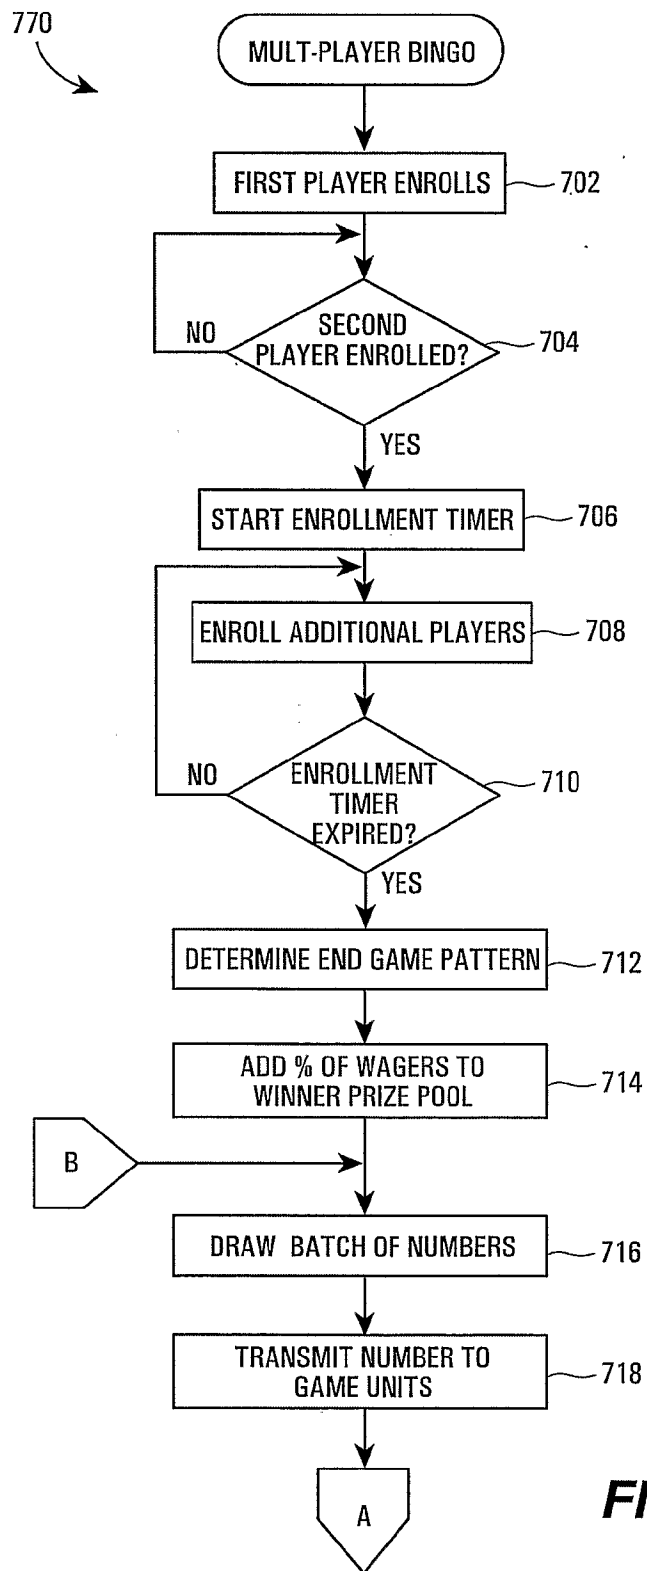 770
MULT-PLAYER BINGO
FIRST PLAYER ENROLLS
702
NO
SECOND
PLAYER ENROLLED?
704
YES
START ENROLLMENT TIMER
706
ENROLL ADDITIONAL PLAYERS
708
NO
ENROLLMENT
TIMER
EXPIRED?
710
YES
DETERMINE END GAME PATTERN
712
ADD % OF WAGERS TO
WINNER PRIZE POOL
714
B
DRAW BATCH OF NUMBERS
716
TRANSMIT NUMBER TO
GAME UNITS
718
A